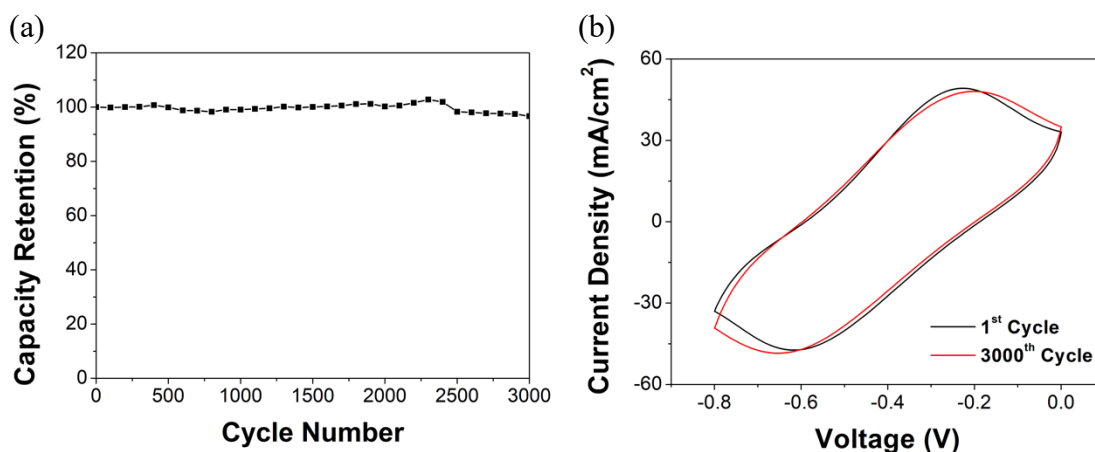 (a)
120
100
80
60
40
20
0
Capacity Retention (%)
0 500 1000 1500 2000 2500 3000
Cycle Number
(b)
60
30
0
-30
-60
Current Density (mA/cm²)
1st Cycle
3000th Cycle
-0.8 -0.6 -0.4 -0.2 0.0
Voltage (V)